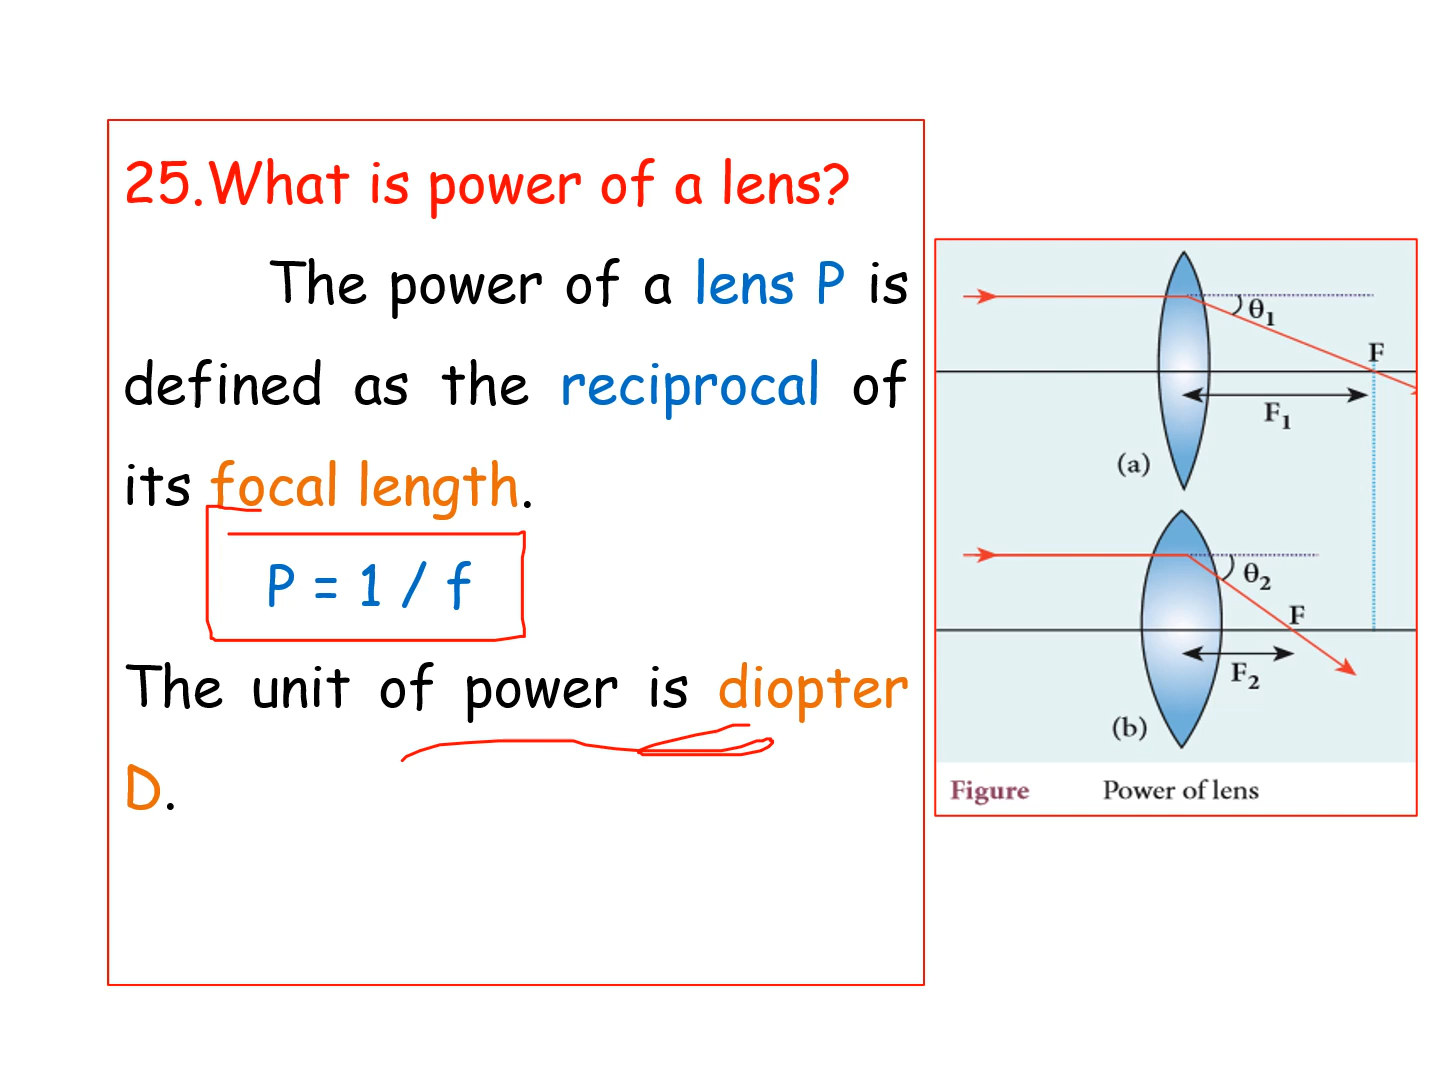 25.What is power of a lens?
The power of a lens P is
defined as the reciprocal of
its focal length.
P = 1 / f
The unit of power is diopter
D.
θ₁
F
F₁
(a)
θ₂
F
F₂
(b)
Figure Power of lens